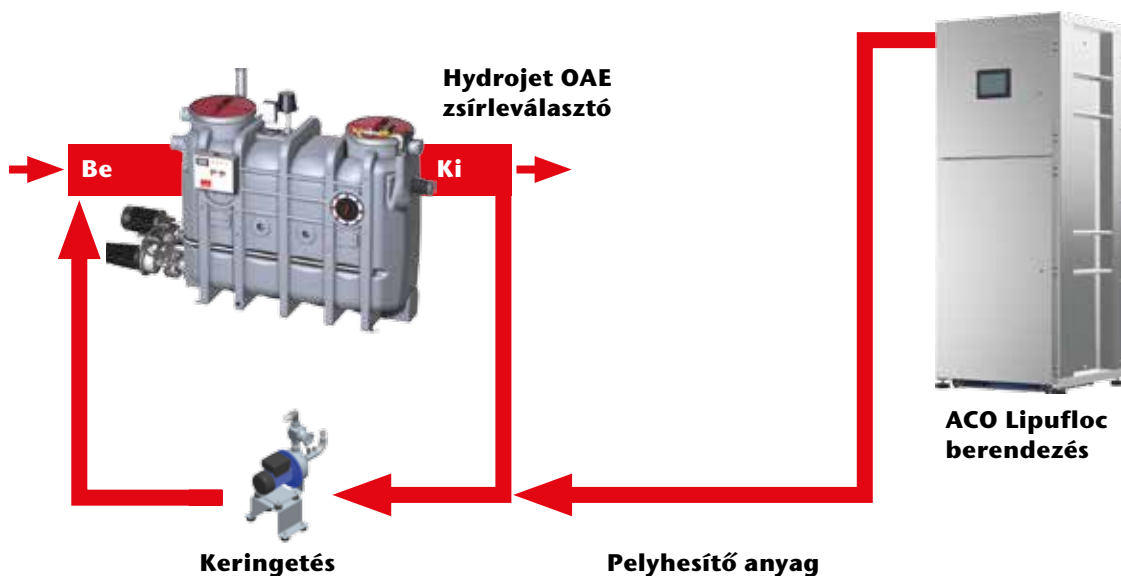 Hydrojet OAE
zsírleválasztó
Be
Ki
ACO Lipufloc
berendezés
Keringetés
Pelyhesítő anyag